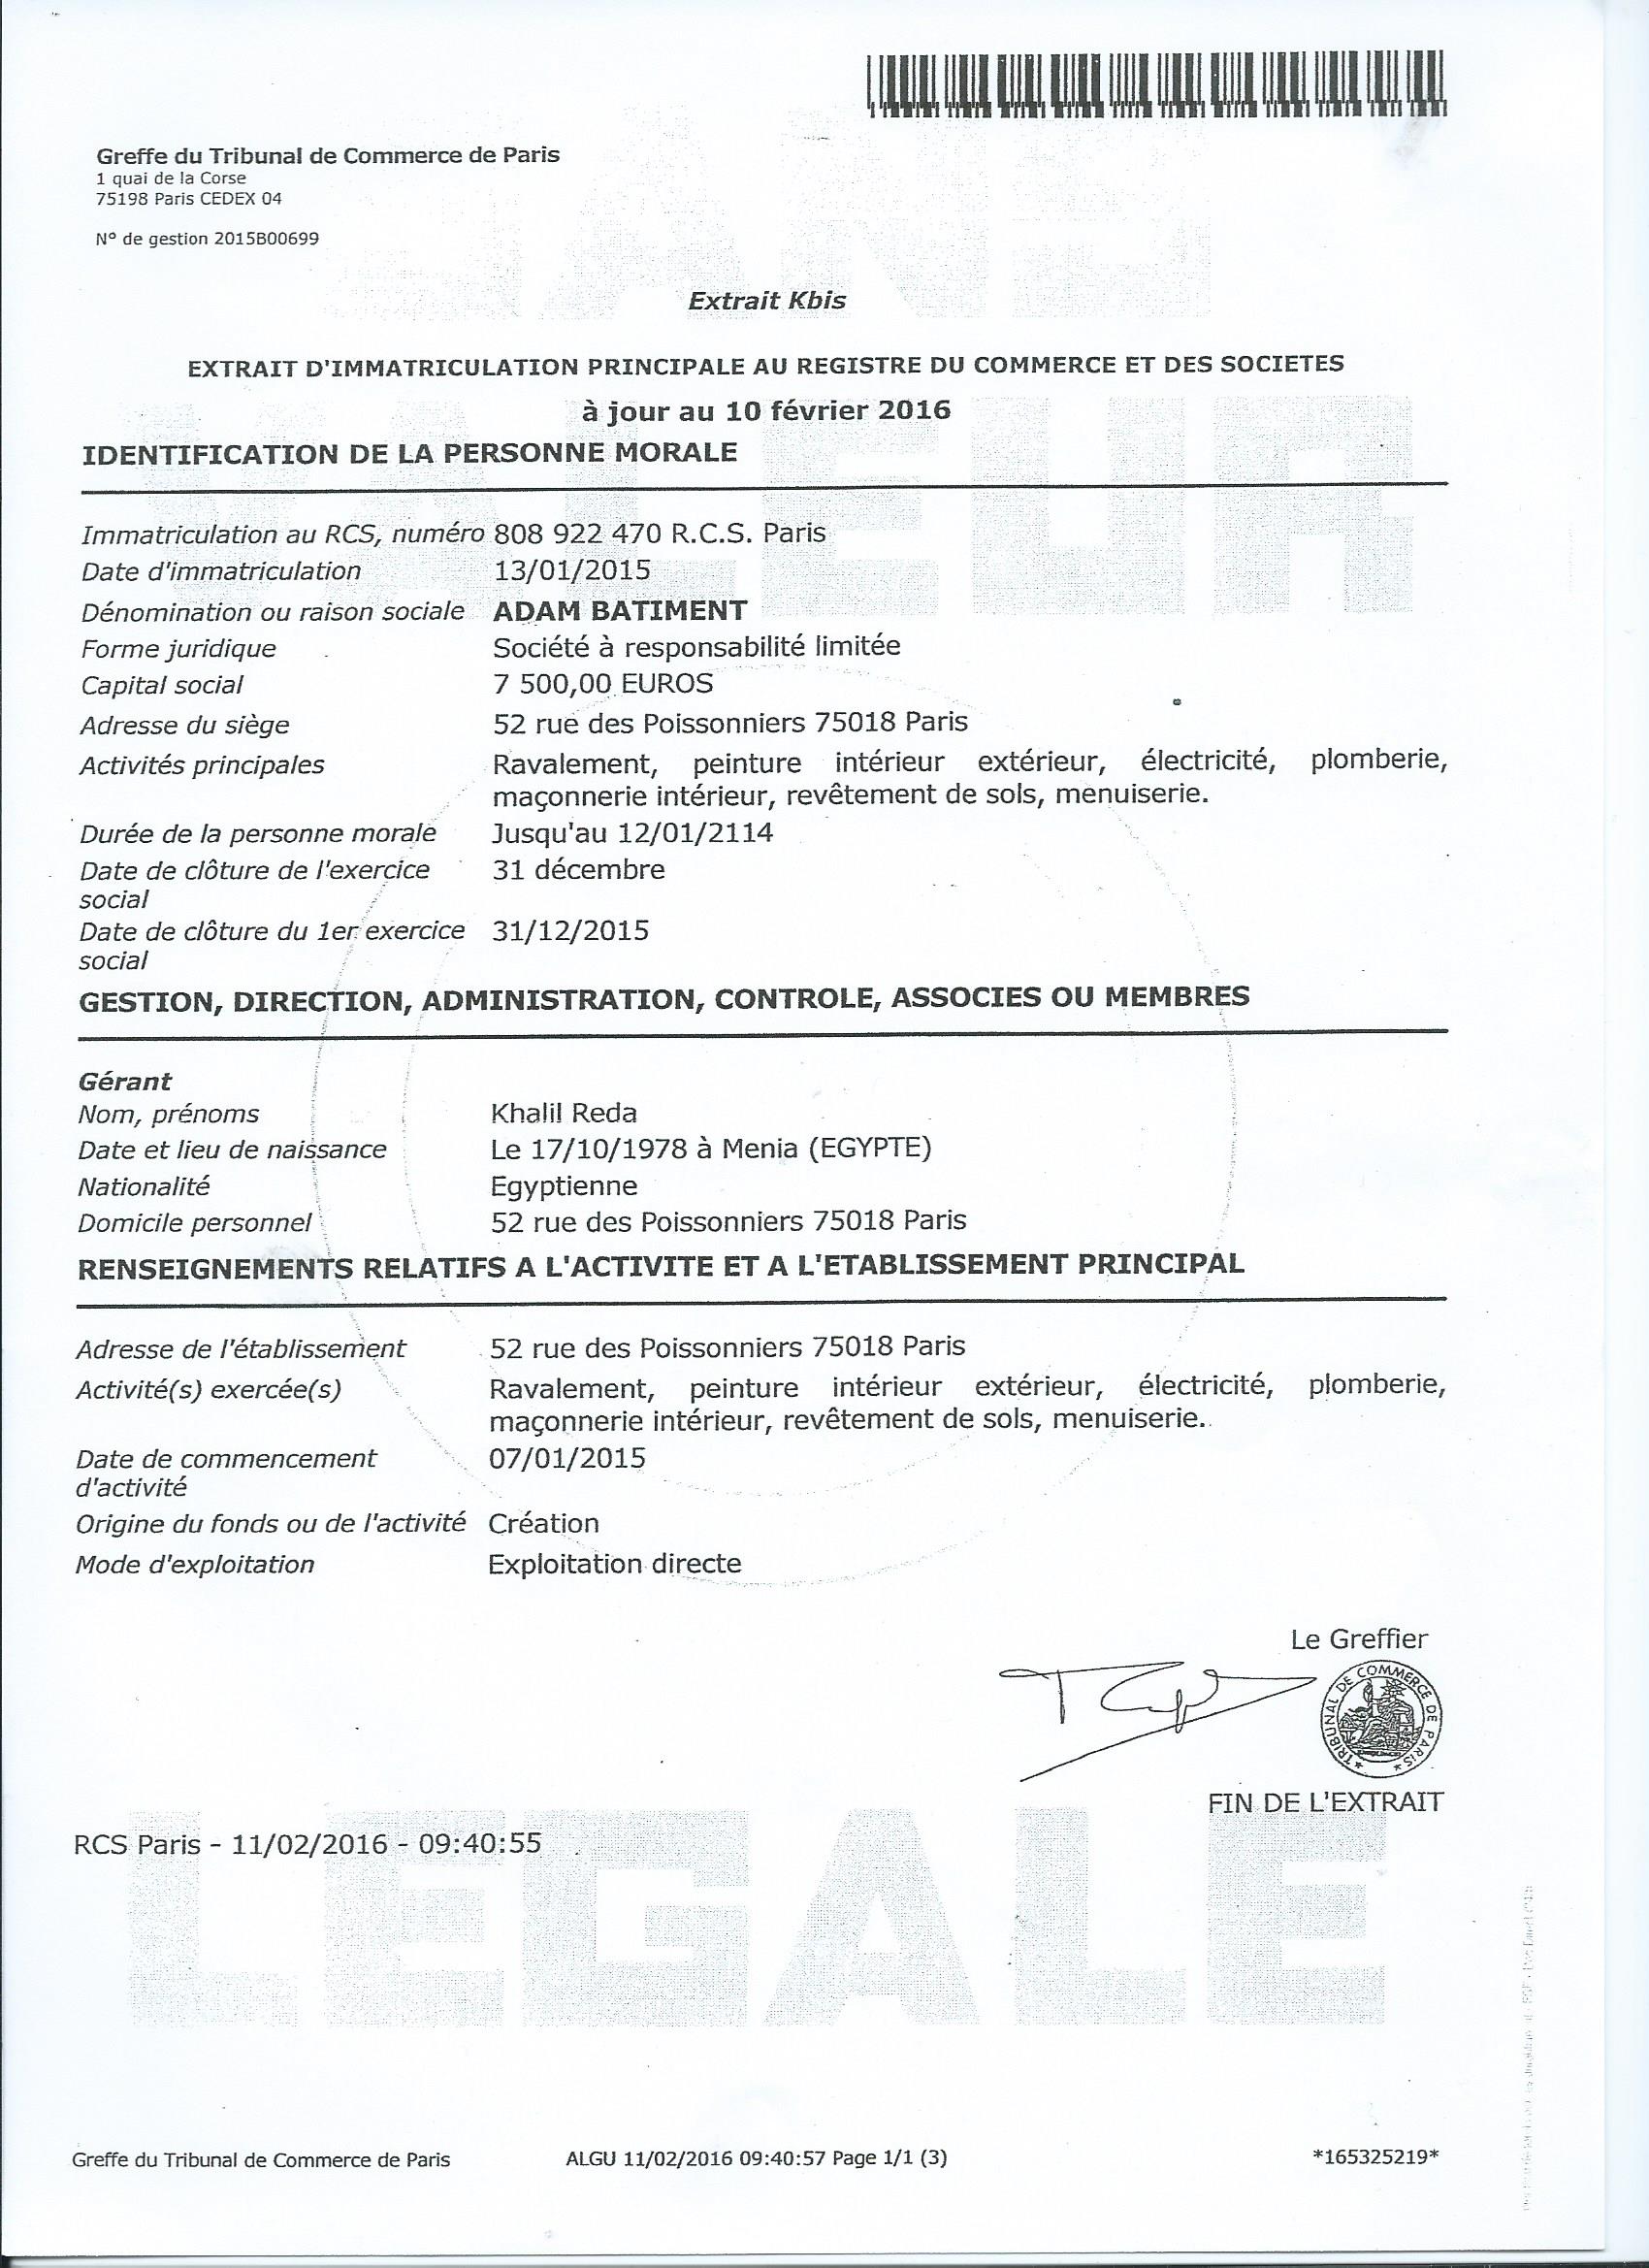 Greffe du Tribunal de Commerce de Paris
1 quai de la Corse
75198 Paris CEDEX 04
N° de gestion 2015B00699
Extrait Kbis
EXTRAIT D'IMMATRICULATION PRINCIPALE AU REGISTRE DU COMMERCE ET DES SOCIETES
à jour au 10 février 2016
IDENTIFICATION DE LA PERSONNE MORALE
Immatriculation au RCS, numéro 808 922 470 R.C.S. Paris
Date d'immatriculation 13/01/2015
Dénomination ou raison sociale ADAM BATIMENT
Forme juridique Société à responsabilité limitée
Capital social 7 500,00 EUROS
Adresse du siège 52 rue des Poissonniers 75018 Paris
Activités principales Ravalement, peinture intérieur extérieur, électricité, plomberie,
maçonnerie intérieur, revêtement de sols, menuiserie.
Durée de la personne morale Jusqu'au 12/01/2114
Date de clôture de l'exercice 31 décembre
social
Date de clôture du 1er exercice 31/12/2015
social
GESTION, DIRECTION, ADMINISTRATION, CONTROLE, ASSOCIES OU MEMBRES
Gérant
Nom, prénoms Khalil Reda
Date et lieu de naissance Le 17/10/1978 à Menia (EGYPTE)
Nationalité Egyptienne
Domicile personnel 52 rue des Poissonniers 75018 Paris
RENSEIGNEMENTS RELATIFS A L'ACTIVITE ET A L'ETABLISSEMENT PRINCIPAL
Adresse de l'établissement 52 rue des Poissonniers 75018 Paris
Activité(s) exercée(s) Ravalement, peinture intérieur extérieur, électricité, plomberie,
maçonnerie intérieur, revêtement de sols, menuiserie.
Date de commencement 07/01/2015
d'activité
Origine du fonds ou de l'activité Création
Mode d'exploitation Exploitation directe
Le Greffier
TRIBUNAL DE COMMERCE DE PARIS
FIN DE L'EXTRAIT
RCS Paris - 11/02/2016 - 09:40:55
SANS
VALEUR
LEGALE
Greffe du Tribunal de Commerce de Paris ALGU 11/02/2016 09:40:57 Page 1/1 (3) *165325219*